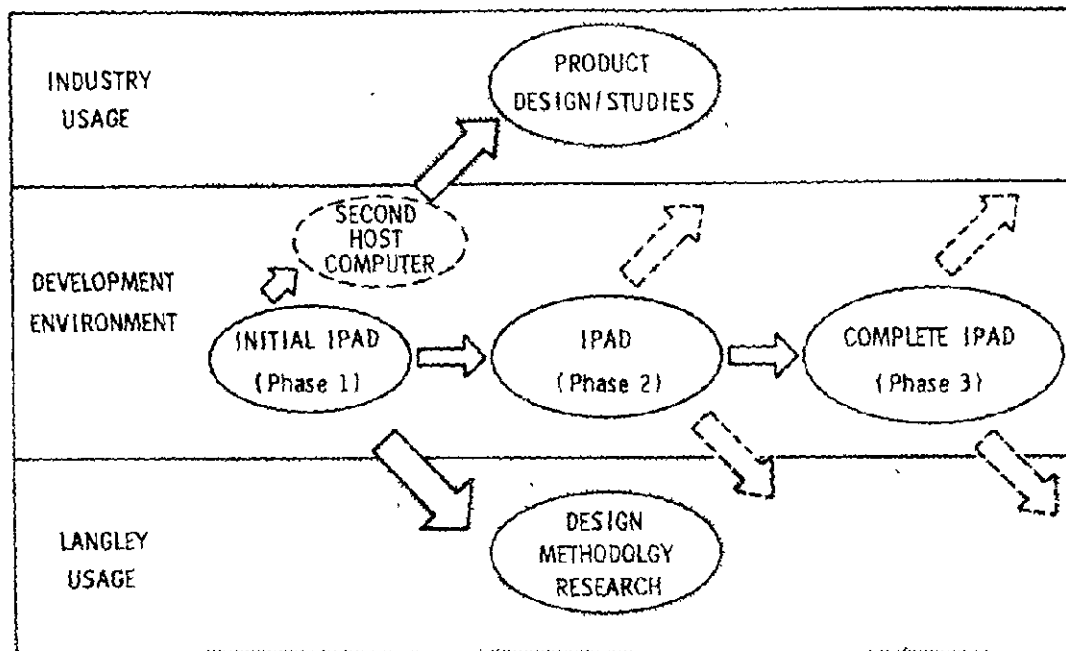 INDUSTRY
USAGE
PRODUCT
DESIGN/STUDIES
DEVELOPMENT
ENVIRONMENT
SECOND
HOST
COMPUTER
INITIAL IPAD
(Phase 1)
IPAD
(Phase 2)
COMPLETE IPAD
(Phase 3)
LANGLEY
USAGE
DESIGN
METHODOLGY
RESEARCH